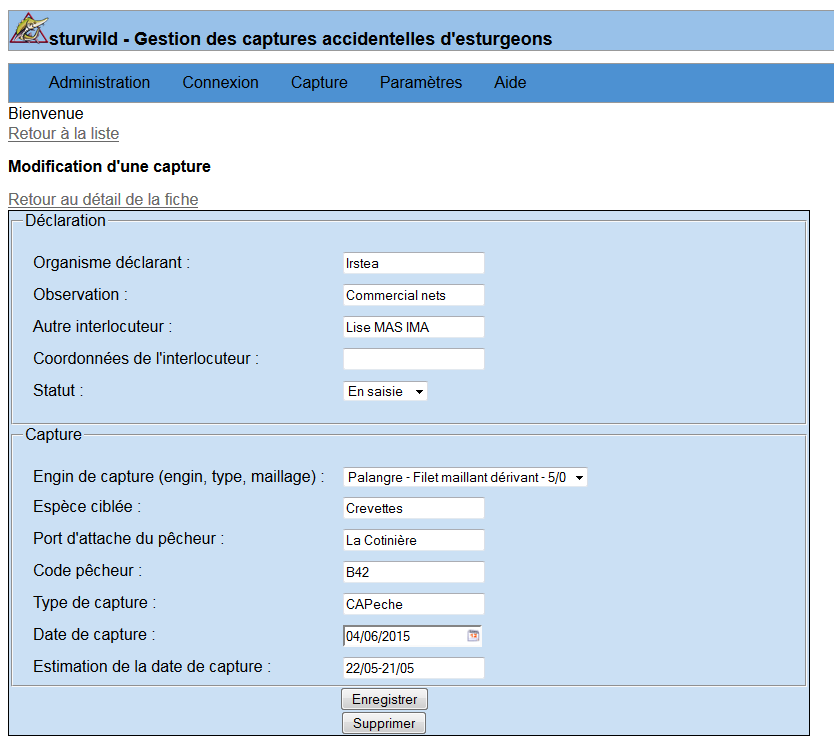 sturwild - Gestion des captures accidentelles d'esturgeons
Administration Connexion Capture Paramètres Aide
Bienvenue
Retour à la liste
Modification d'une capture
Retour au détail de la fiche
Déclaration
Organisme déclarant : Irstea
Observation : Commercial nets
Autre interlocuteur : Lise MAS IMA
Coordonnées de l'interlocuteur :
Statut : En saisie
Capture
Engin de capture (engin, type, maillage) : Palangre - Filet maillant dérivant - 5/0
Espèce ciblée : Crevettes
Port d'attache du pêcheur : La Cotinière
Code pêcheur : B42
Type de capture : CAPeche
Date de capture : 04/06/2015
Estimation de la date de capture : 22/05-21/05
Enregistrer
Supprimer